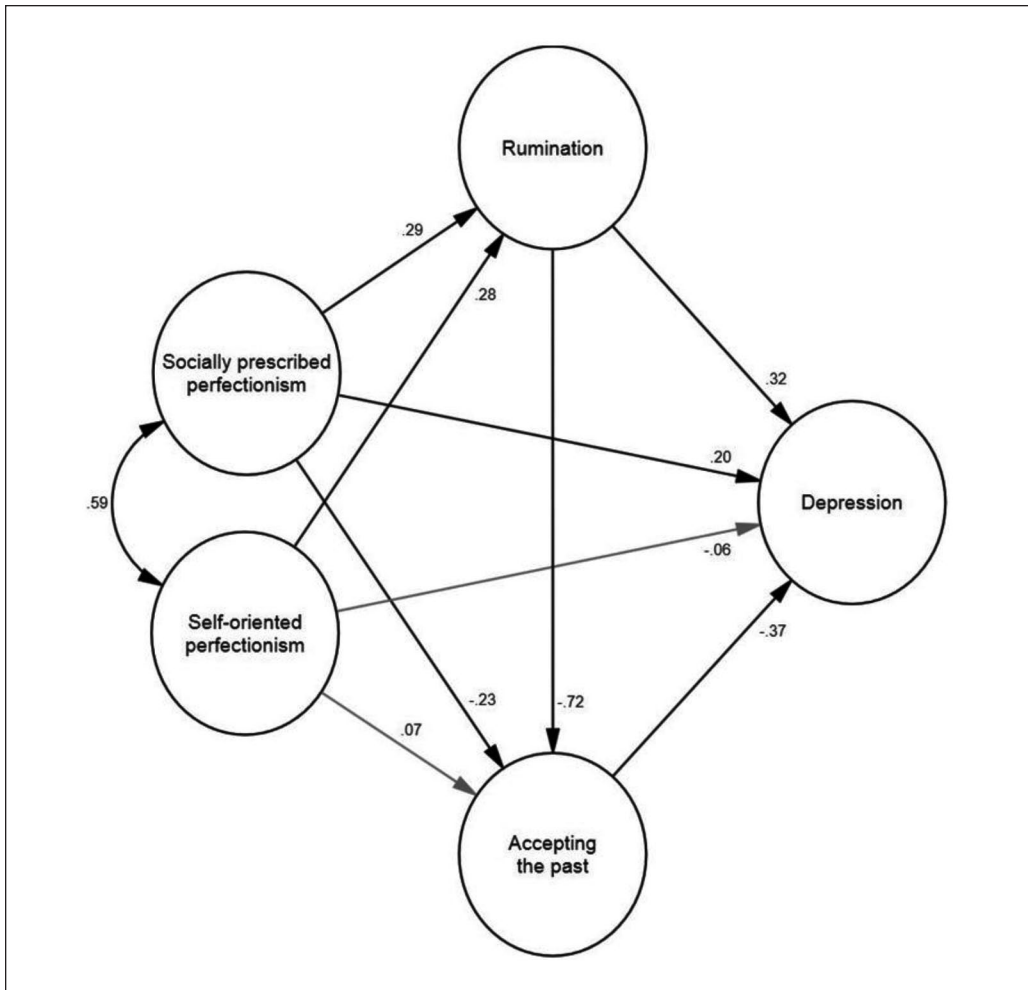 Rumination
.29
.28
Socially prescribed
perfectionism
.32
.20
.59
Depression
-.06
Self-oriented
perfectionism
-.37
-.23
-.72
.07
Accepting
the past